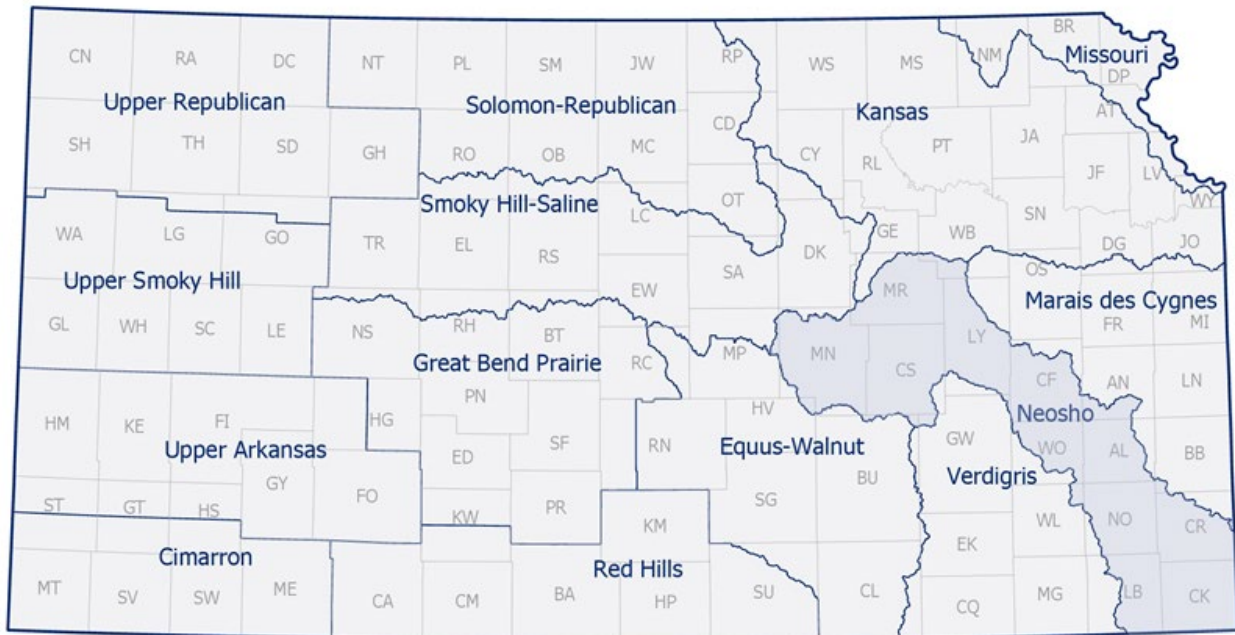 BR
CN RA DC NT PL SM JW RP WS MS NM Missouri
DP
Upper Republican Solomon-Republican Kansas
AT
CD
SH TH SD GH RO OB MC CY RL PT JA JF LV
WY
Smoky Hill-Saline OT
LC SN
WA LG GO TR EL RS DK GE WB DG JO
Upper Smoky Hill SA OS
EW MR Marais des Cygnes
GL WH SC LE NS RH BT FR MI
Great Bend Prairie RC MP MN CS LY
CF AN LN
PN HV Neosho
HM KE FI HG
Upper Arkansas ED SF RN Equus-Walnut GW WO AL BB
BU Verdigris
GY FO
ST GT HS KW PR SG WL NO CR
KM
Cimarron EK
Red Hills
MT SV SW ME CA CM BA HP SU CL CQ MG LB CK